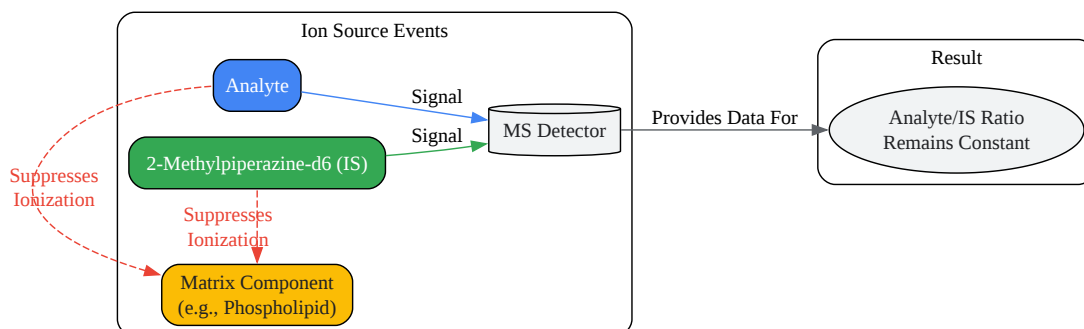 Ion Source Events
Result
Analyte
Signal
MS Detector
Provides Data For
Analyte/IS Ratio
Remains Constant
2-Methylpiperazine-d6 (IS)
Signal
Suppresses
Ionization
Suppresses
Ionization
Matrix Component
(e.g., Phospholipid)